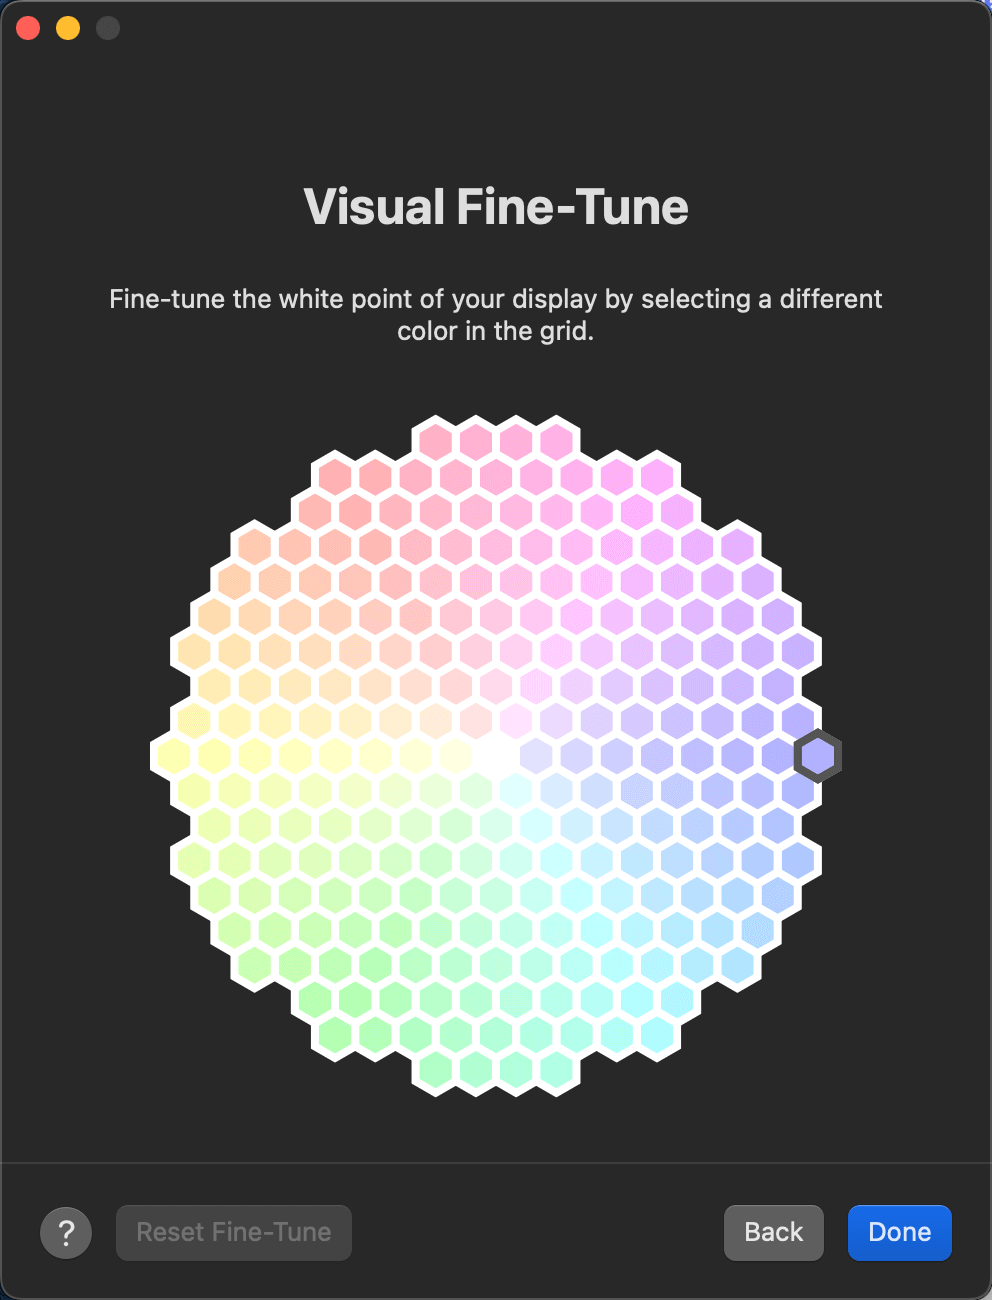 Visual Fine-Tune
Fine-tune the white point of your display by selecting a different
color in the grid.
?
Reset Fine-Tune
Back
Done